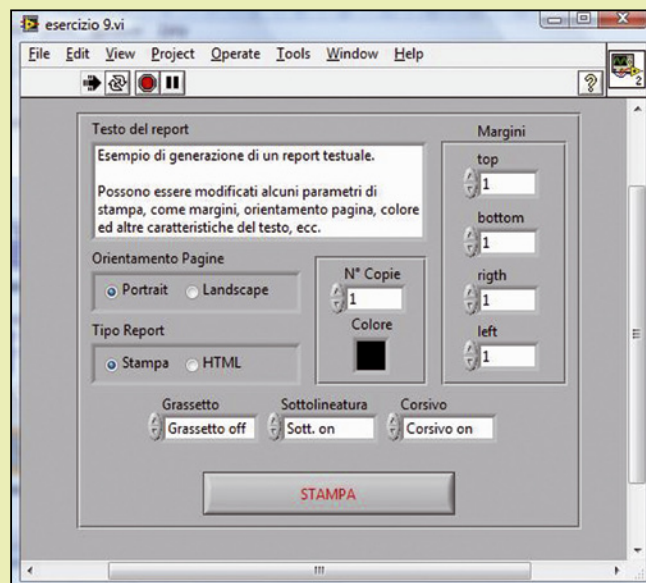 esercizio 9.vi
File Edit View Project Operate Tools Window Help
2
Testo del report
Esempio di generazione di un report testuale.
Possono essere modificati alcuni parametri di
stampa, come margini, orientamento pagina, colore
ed altre caratteristiche del testo, ecc.
Margini
top
1
bottom
1
rigth
1
left
1
Orientamento Pagine
Portrait Landscape
Tipo Report
Stampa HTML
N° Copie
1
Colore
Grassetto Sottolineatura Corsivo
Grassetto off Sott. on Corsivo on
STAMPA